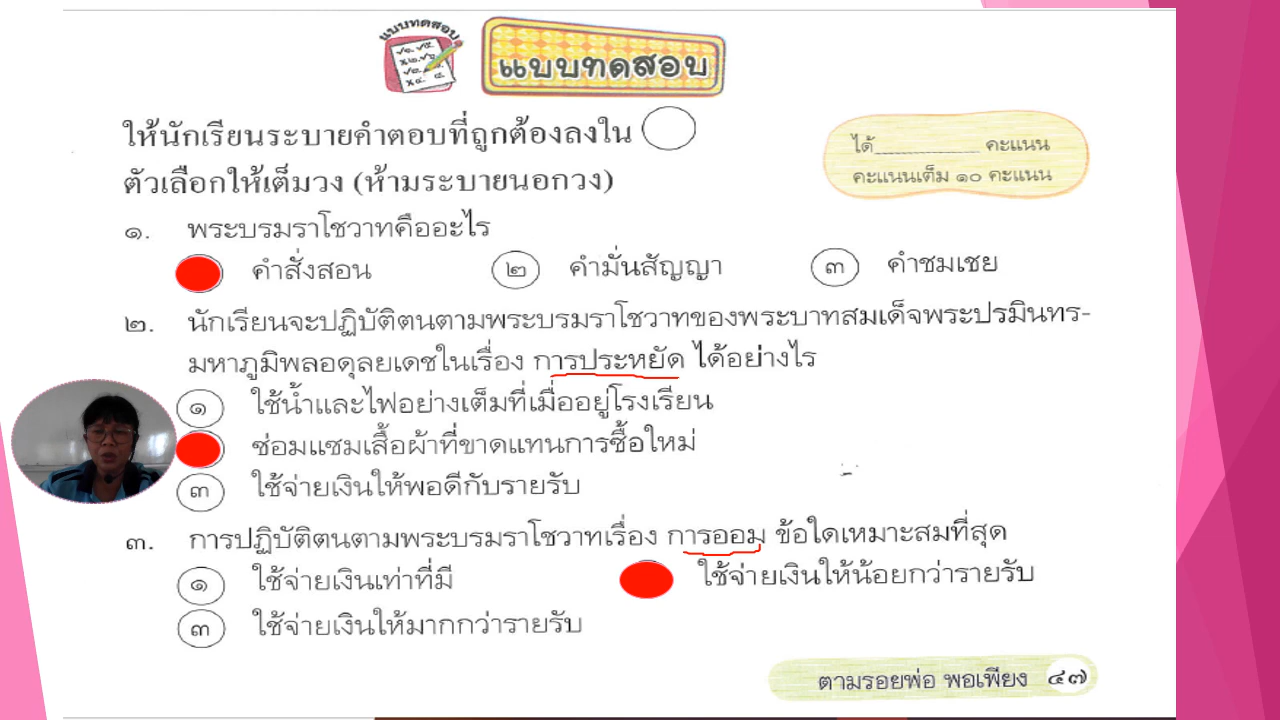 แบบทดสอบ
แบบทดสอบ
ให้นักเรียนระบายคำตอบที่ถูกต้องลงใน
ตัวเลือกให้เต็มวง (ห้ามระบายนอกวง)
ได้__________ คะแนน
คะแนนเต็ม ๑๐ คะแนน
๑. พระบรมราโชวาทคืออะไร
คำสั่งสอน ๒ คำมั่นสัญญา ๓ คำชมเชย
๒. นักเรียนจะปฏิบัติตนตามพระบรมราโชวาทของพระบาทสมเด็จพระปรมินทร-
มหาภูมิพลอดุลยเดชในเรื่อง การประหยัด ได้อย่างไร
๑ ใช้น้ำและไฟอย่างเต็มที่เมื่ออยู่โรงเรียน
ซ่อมแซมเสื้อผ้าที่ขาดแทนการซื้อใหม่
๓ ใช้จ่ายเงินให้พอดีกับรายรับ
๓. การปฏิบัติตนตามพระบรมราโชวาทเรื่อง การออม ข้อใดเหมาะสมที่สุด
๑ ใช้จ่ายเงินเท่าที่มี ใช้จ่ายเงินให้น้อยกว่ารายรับ
๓ ใช้จ่ายเงินให้มากกว่ารายรับ
ตามรอยพ่อ พอเพียง ๔๗